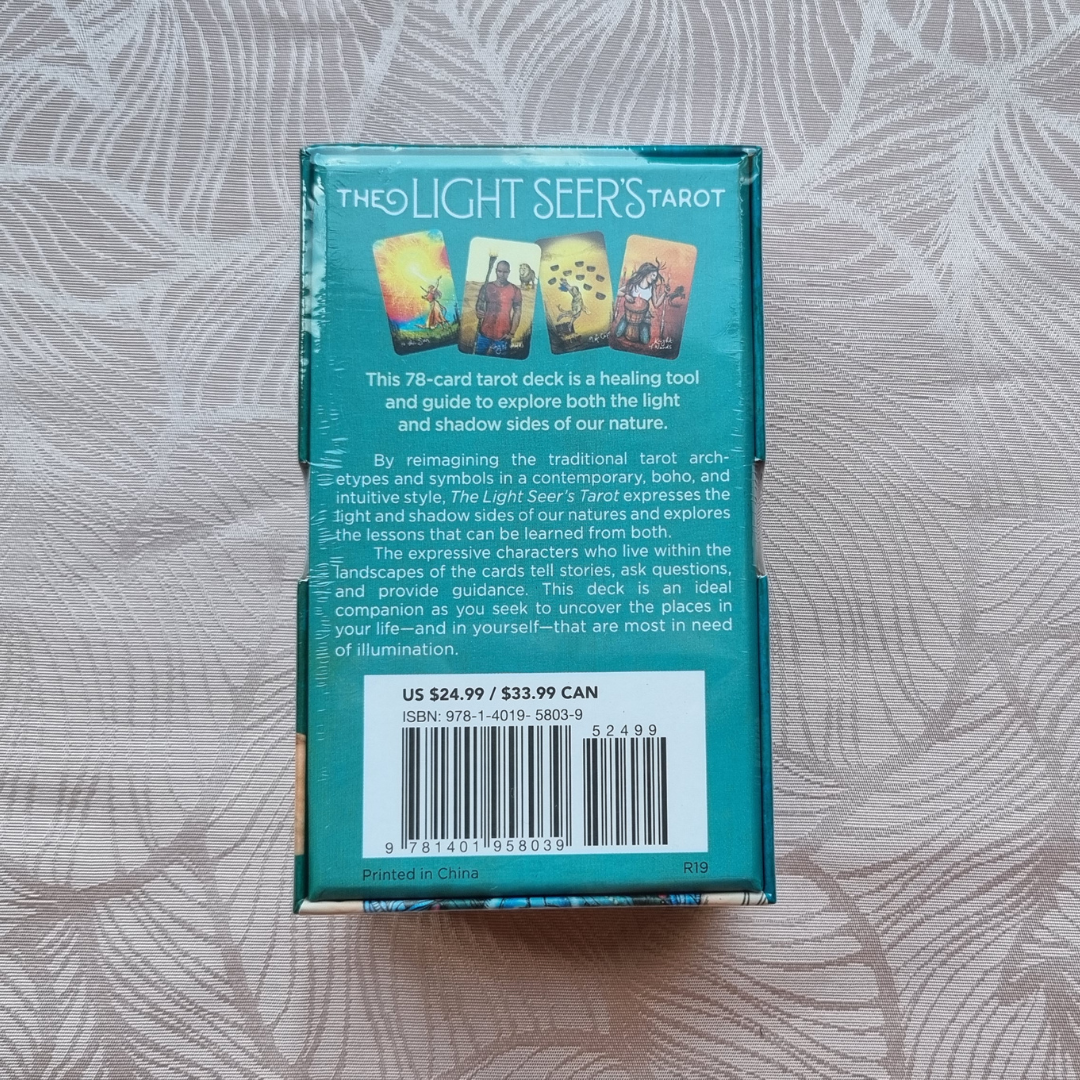 THE LIGHT SEER'S TAROT
This 78-card tarot deck is a healing tool
and guide to explore both the light
and shadow sides of our nature.
By reimagining the traditional tarot arch-
etypes and symbols in a contemporary, boho, and
intuitive style, The Light Seer's Tarot expresses the
light and shadow sides of our natures and explores
the lessons that can be learned from both.
The expressive characters who live within the
landscapes of the cards tell stories, ask questions,
and provide guidance. This deck is an ideal
companion as you seek to uncover the places in
your life—and in yourself—that are most in need
of illumination.
US $24.99 / $33.99 CAN
ISBN: 978-1-4019- 5803-9
52499
9 781401 958039
Printed in China R19